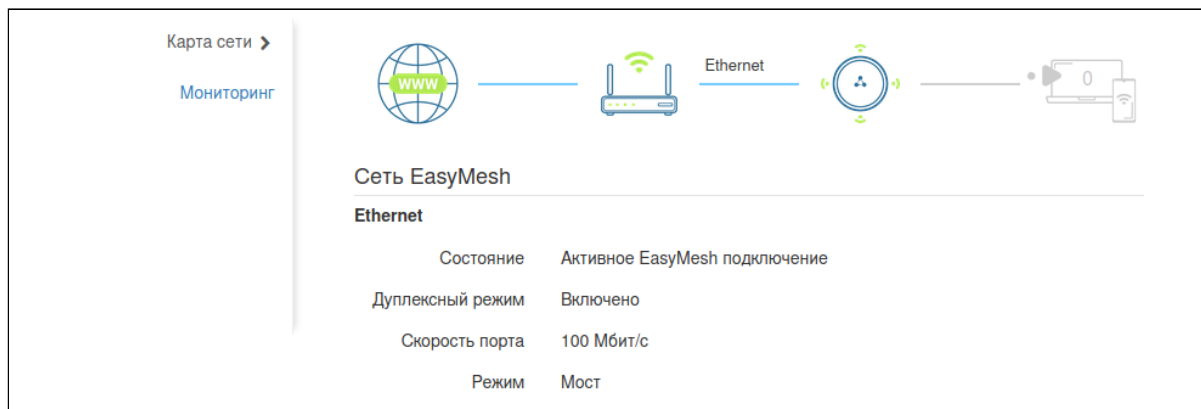 Карта сети
Мониторинг
WWW
Ethernet
0
Сеть EasyMesh
Ethernet
Состояние Активное EasyMesh подключение
Дуплексный режим Включено
Скорость порта 100 Мбит/с
Режим Мост